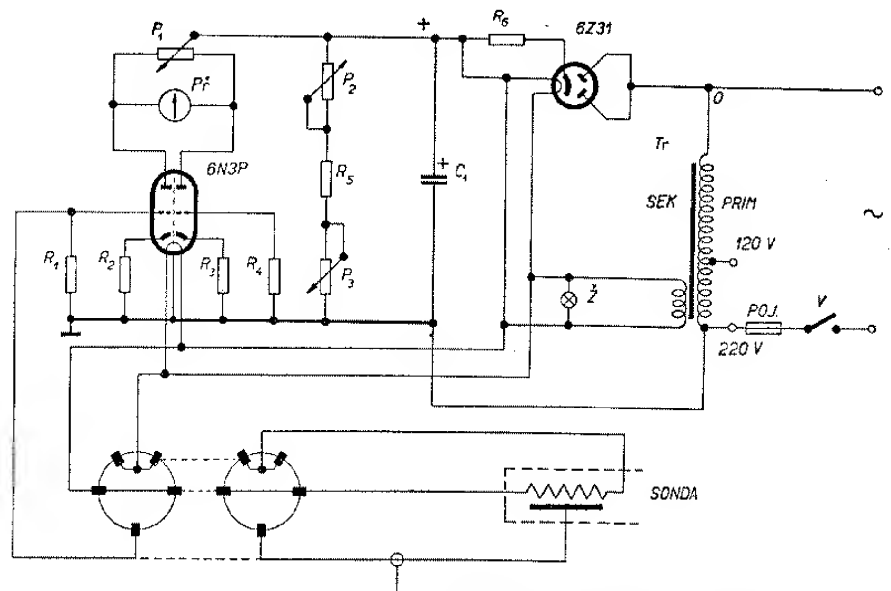 P₁
Př
6N3P
R₁
R₂
R₃
R₄
P₂
R₅
P₃
+
+
C₁
R₆
6Z31
0
Tr
SEK
PRIM
120 V
~
Ž
220 V
POJ.
V
SONDA